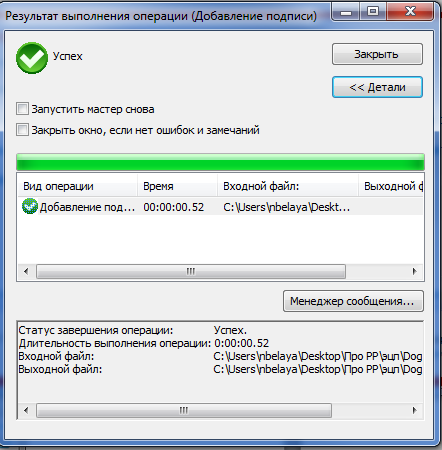 Результат выполнения операции (Добавление подписи)
Успех
Закрыть
<< Детали
Запустить мастер снова
Закрыть окно, если нет ошибок и замечаний
Вид операции Время Входной файл: Выходной ф
Добавление под... 00:00:00.52 C:\Users\nbelaya\Deskt...
Менеджер сообщения...
Статус завершения операции: Успех.
Длительность выполнения операции: 0:00:00.52
Входной файл: C:\Users\nbelaya\Desktop\Про РР\эцп\Dog
Выходной файл: C:\Users\nbelaya\Desktop\Про РР\эцп\Dog